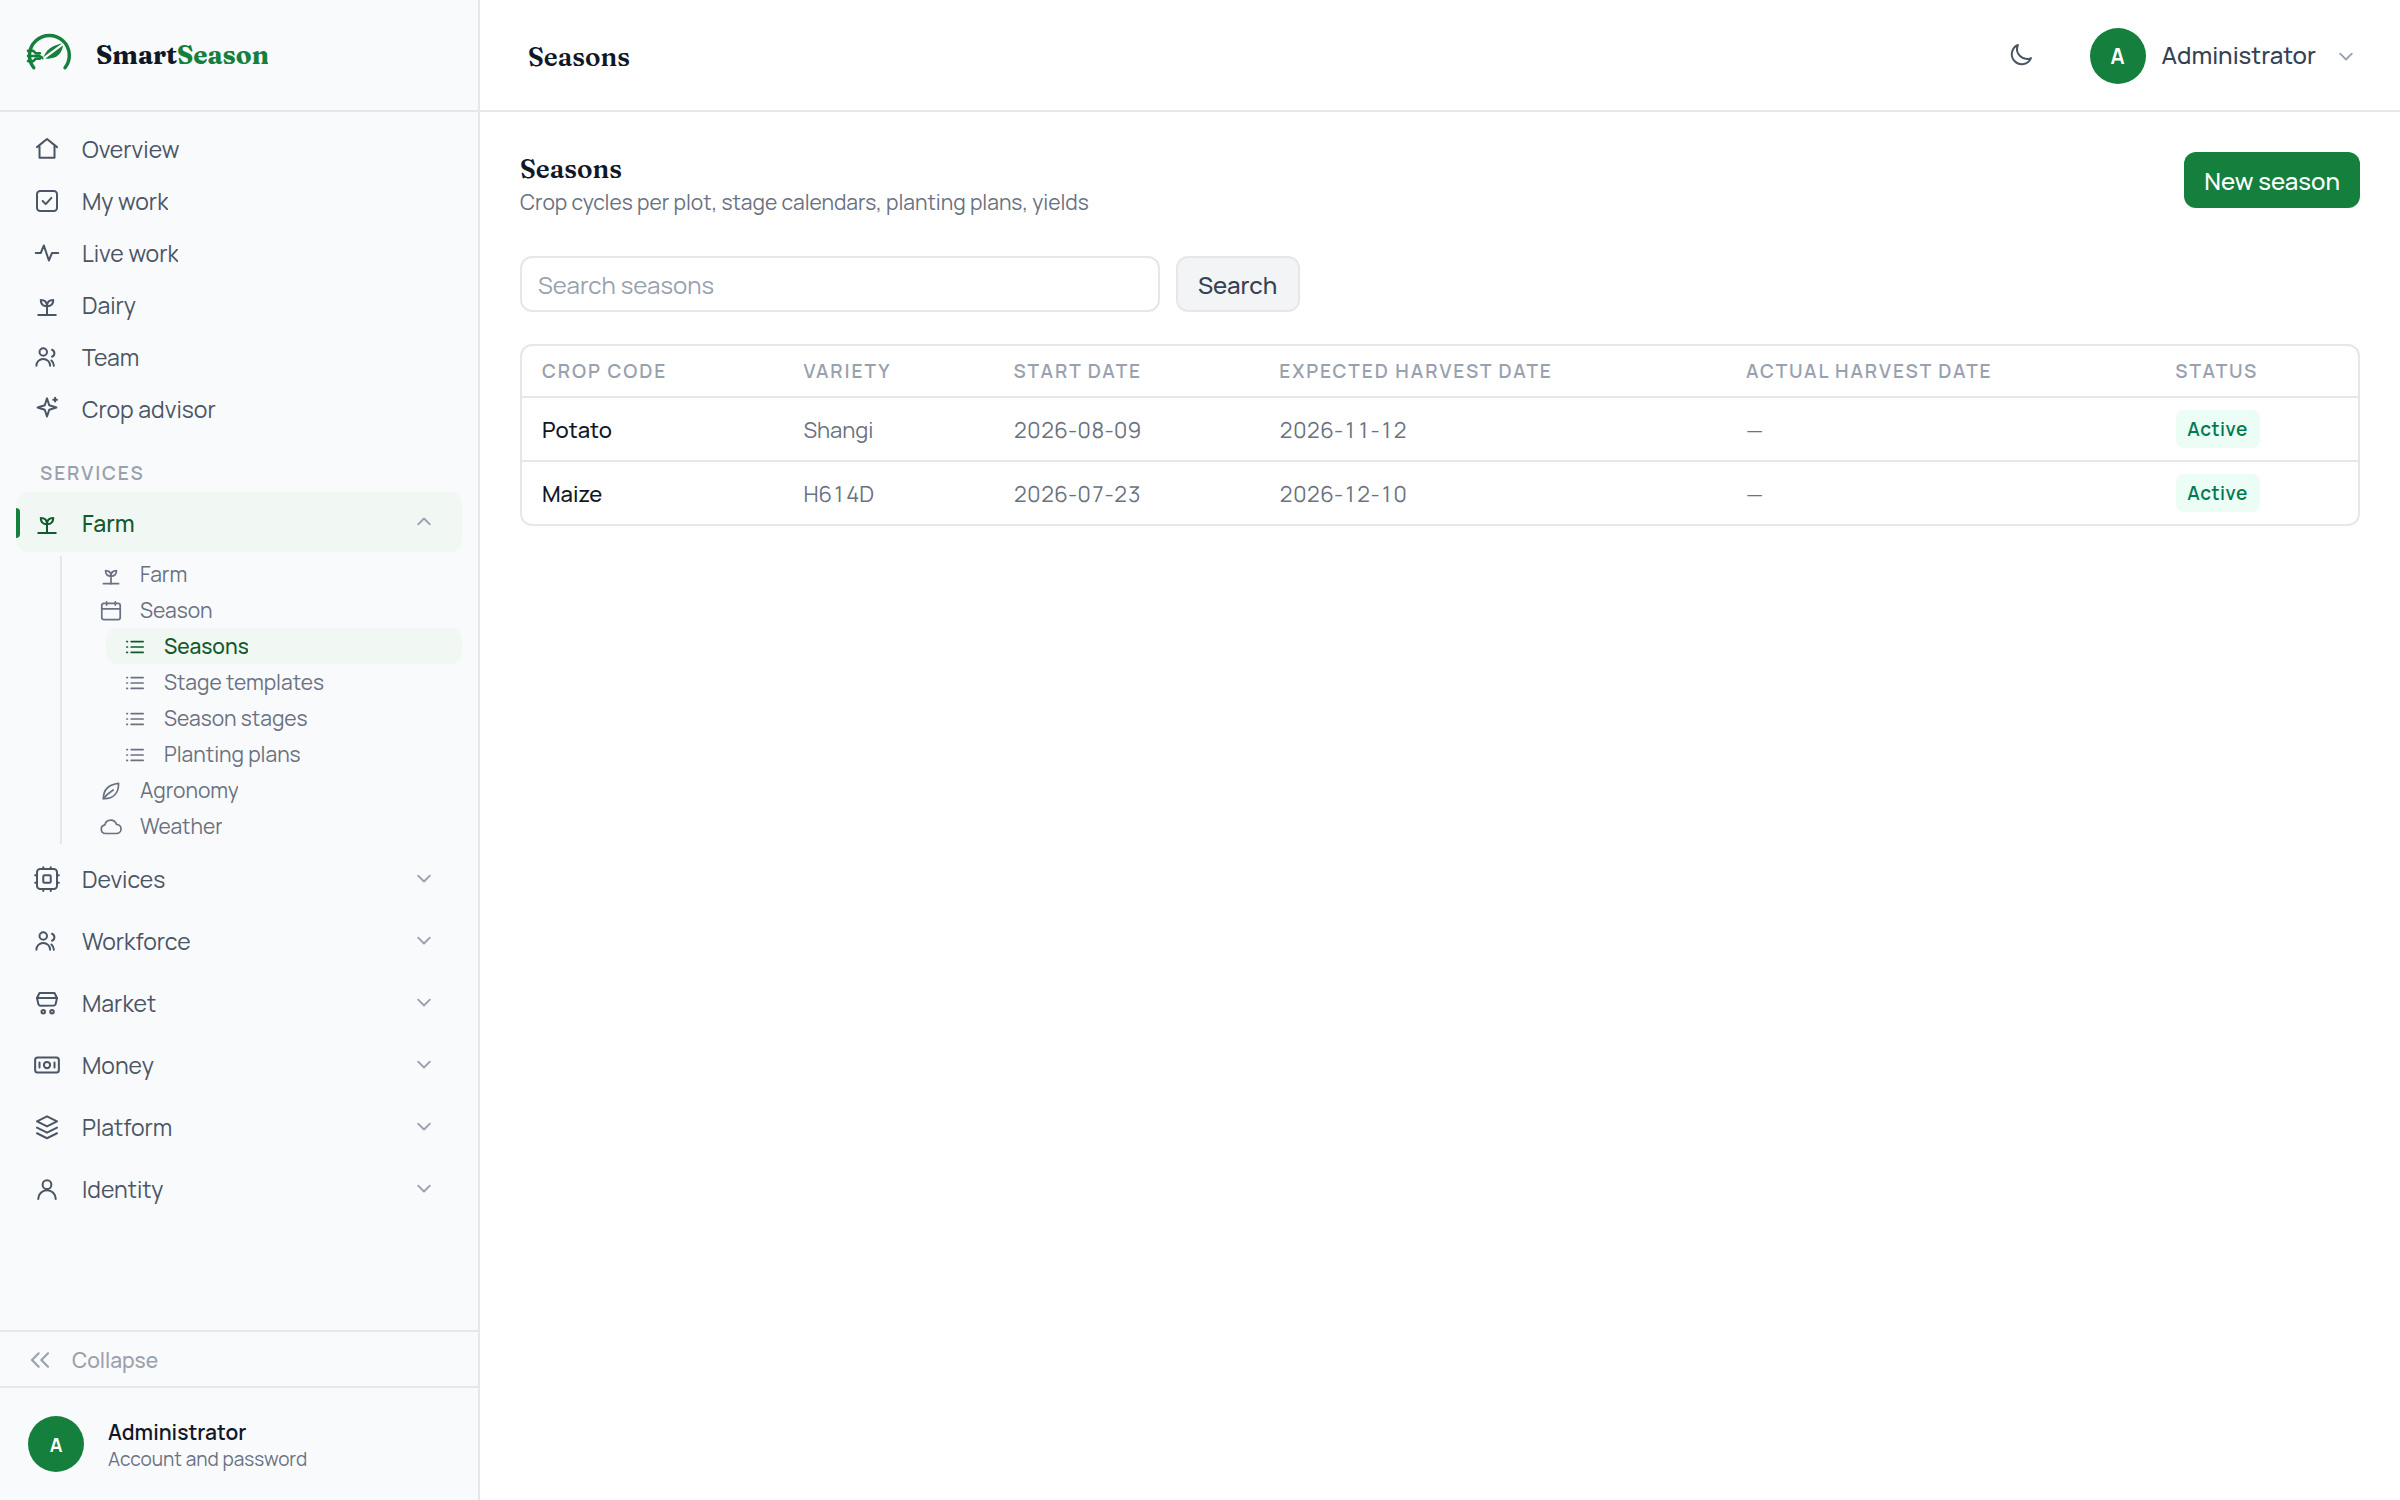 SmartSeason
Seasons
A
Administrator
Overview
My work
Live work
Dairy
Team
Crop advisor
SERVICES
Farm
Farm
Season
Seasons
Stage templates
Season stages
Planting plans
Agronomy
Weather
Devices
Workforce
Market
Money
Platform
Identity
Collapse
A
Administrator
Account and password
Seasons
Crop cycles per plot, stage calendars, planting plans, yields
New season
Search seasons
Search
CROP CODE VARIETY START DATE EXPECTED HARVEST DATE ACTUAL HARVEST DATE STATUS
Potato Shangi 2026-08-09 2026-11-12 — Active
Maize H614D 2026-07-23 2026-12-10 — Active